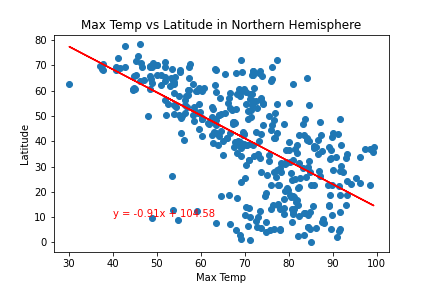 Max Temp vs Latitude in Northern Hemisphere
80
70
60
50
40
30
20
10
0
Latitude
y = -0.91x + 104.58
30 40 50 60 70 80 90 100
Max Temp